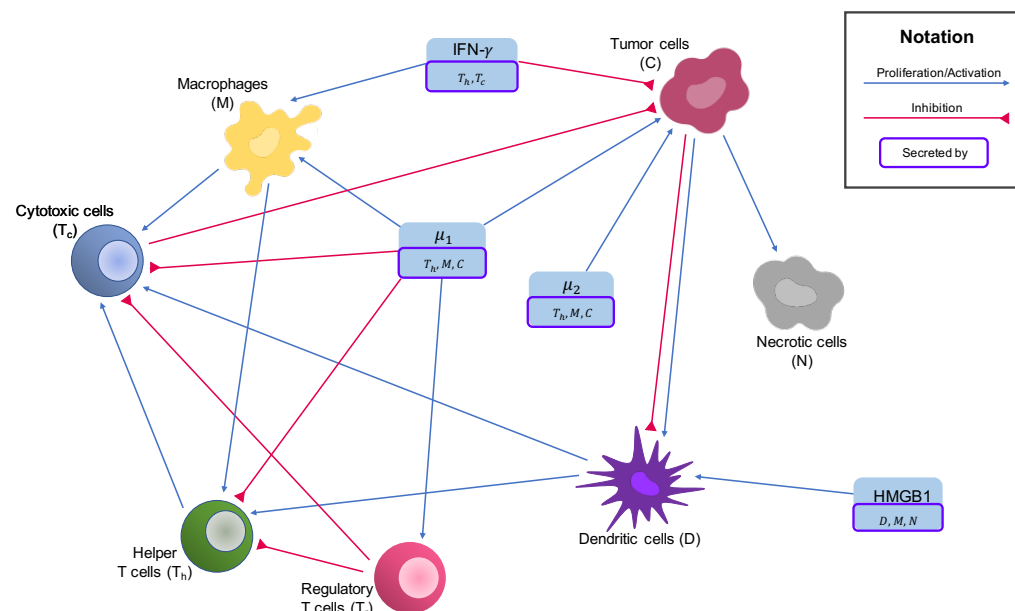 IFN-γ
T_h, T_c
Tumor cells
(C)
Notation
Proliferation/Activation
Inhibition
Secreted by
Macrophages
(M)
Cytotoxic cells
(T_c)
μ_1
T_h, M, C
μ_2
T_h, M, C
Necrotic cells
(N)
HMGB1
D, M, N
Dendritic cells (D)
Helper
T cells (T_h)
Regulatory
T cells (T